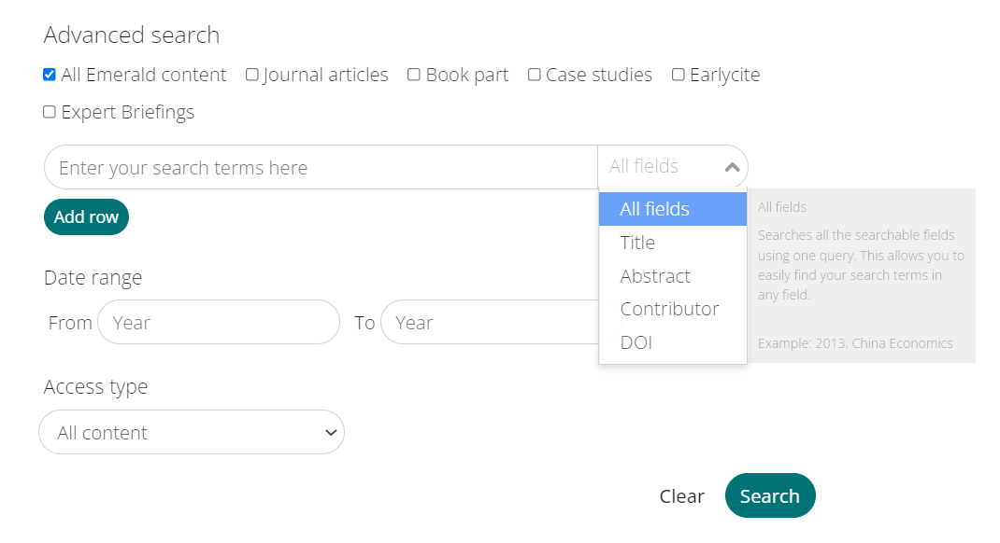 Advanced search
All Emerald content Journal articles Book part Case studies Earlycite
Expert Briefings
Enter your search terms here All fields
Add row
All fields
Title
Abstract
Contributor
DOI
All fields
Searches all the searchable fields
using one query. This allows you to
easily find your search terms in
any field.
Example: 2013, China Economics
Date range
From Year To Year
Access type
All content
Clear Search